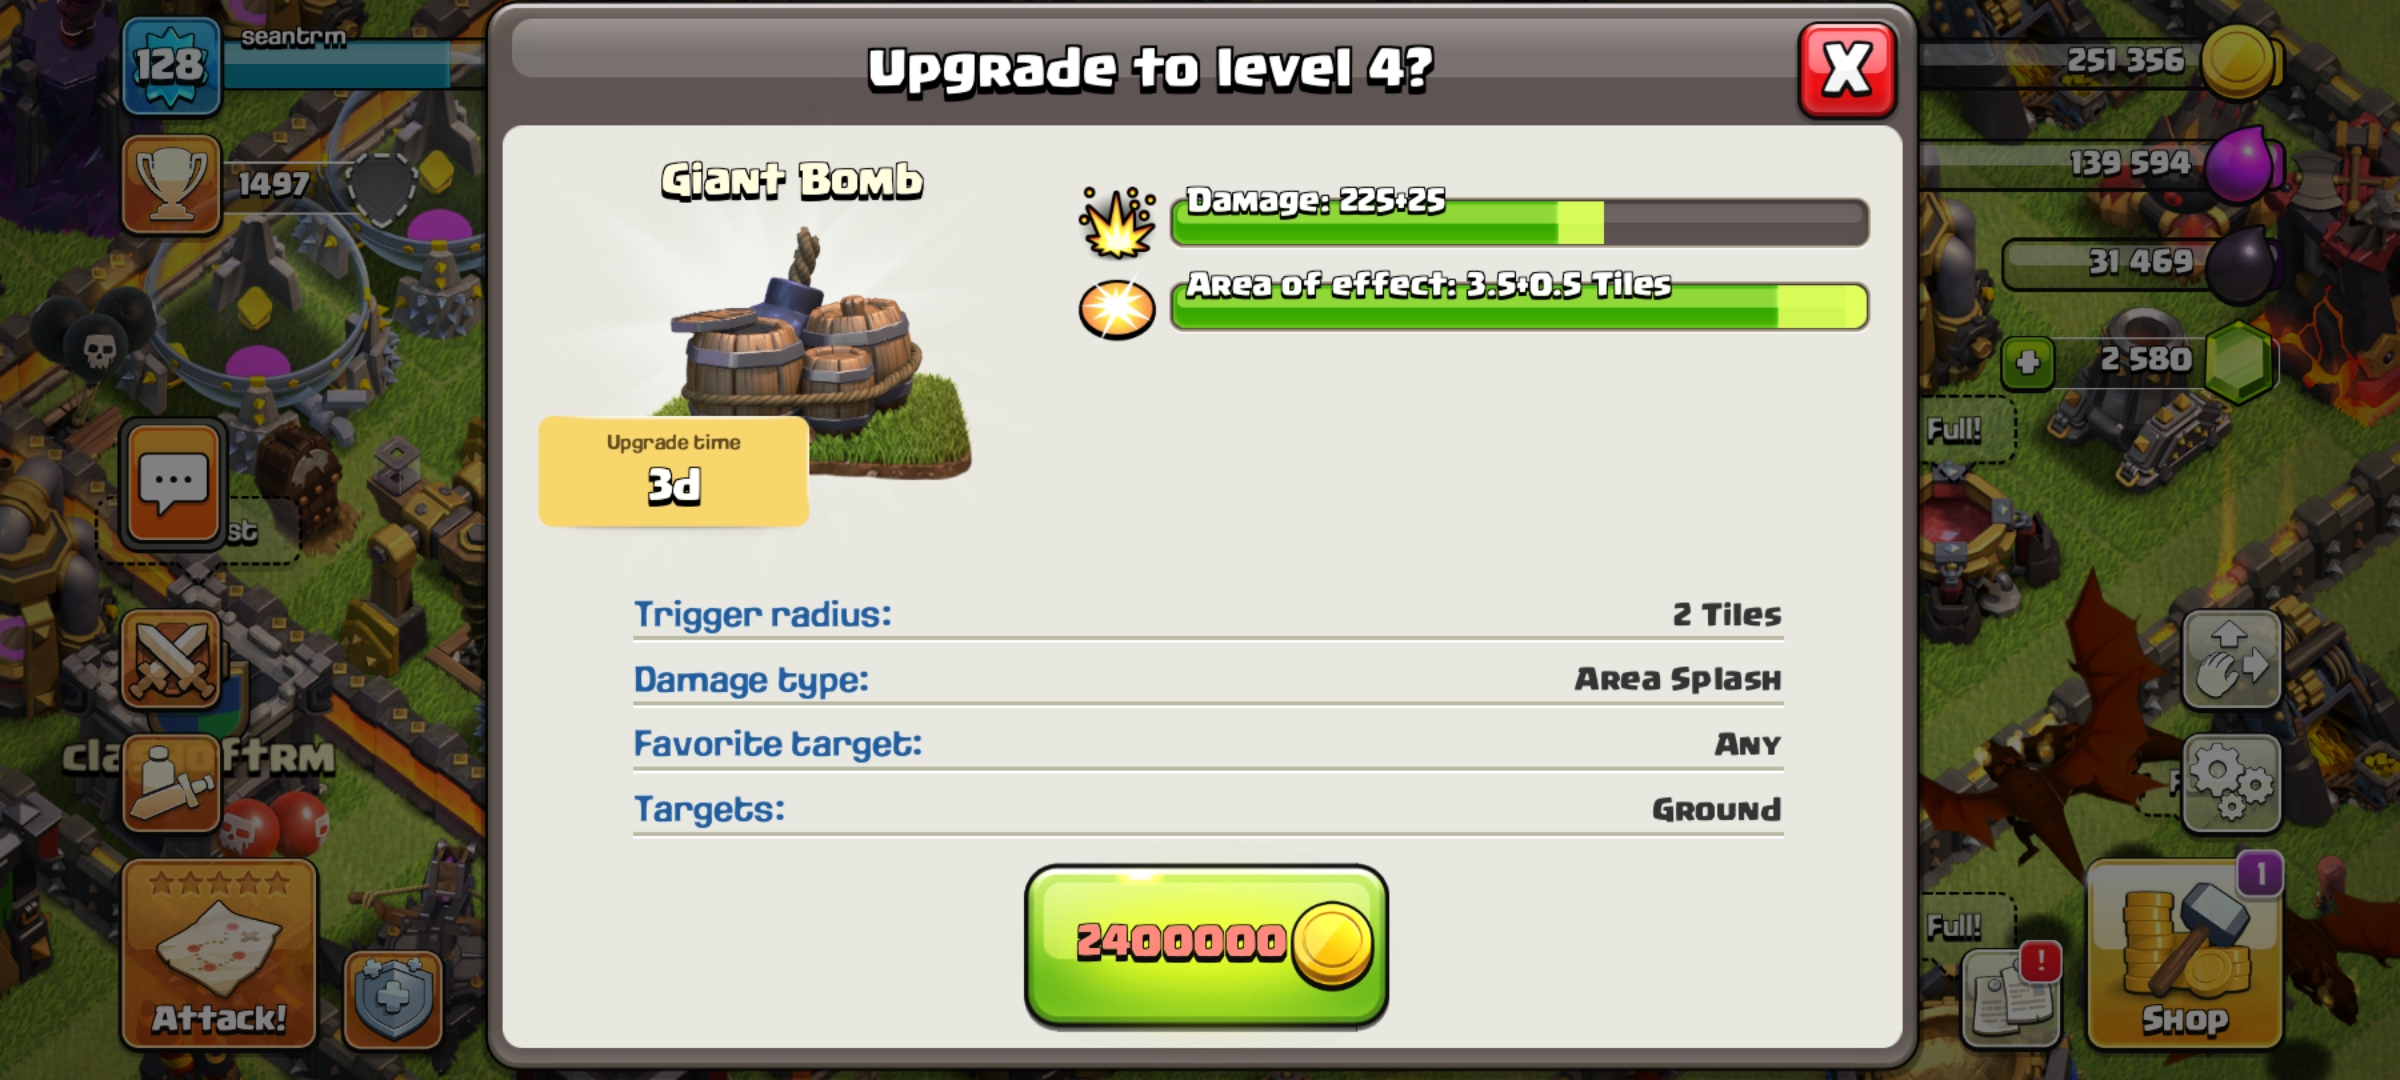 128
seantrm
1497
Upgrade to level 4?
X
251 356
139 594
31 469
2 580
Full!
Giant Bomb
Damage: 225+25
Area of effect: 3.5+0.5 Tiles
Upgrade time
3d
st
Trigger radius: 2 Tiles
Damage type: Area Splash
Favorite target: Any
Targets: Ground
2400000
Attack!
Full!
1
!
Shop